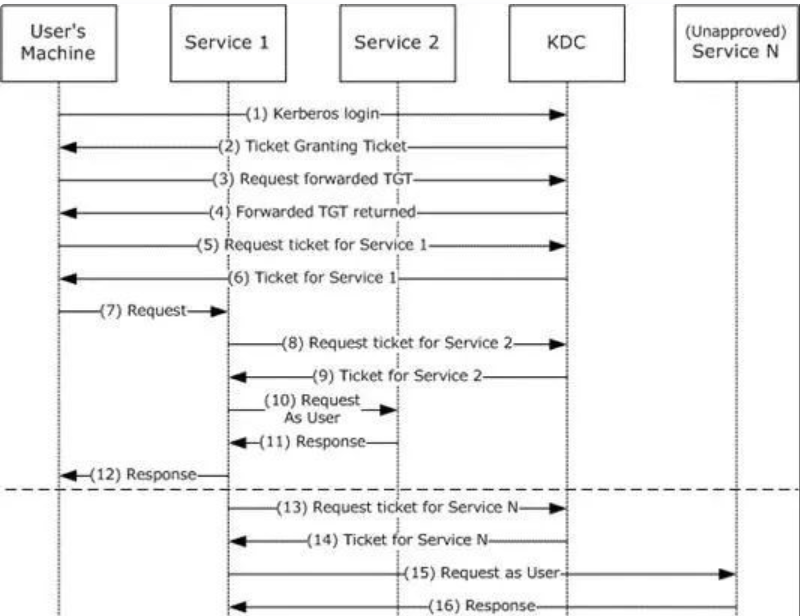 User's
Machine
Service 1
Service 2
KDC
(Unapproved)
Service N
(1) Kerberos login
(2) Ticket Granting Ticket
(3) Request forwarded TGT
(4) Forwarded TGT returned
(5) Request ticket for Service 1
(6) Ticket for Service 1
(7) Request
(8) Request ticket for Service 2
(9) Ticket for Service 2
(10) Request
As User
(11) Response
(12) Response
(13) Request ticket for Service N
(14) Ticket for Service N
(15) Request as User
(16) Response